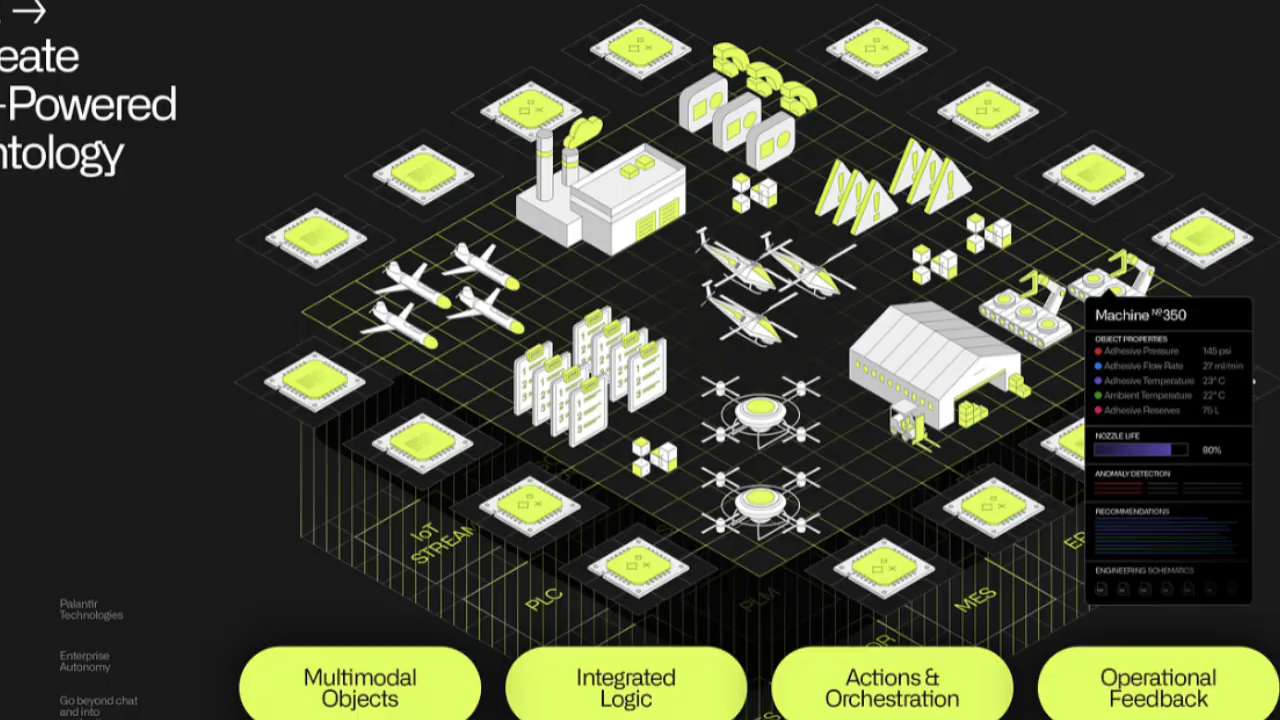 →
eate
-Powered
ntology
Machine Nº350
OBJECT PROPERTIES
Adhesive Pressure 145 psi
Adhesive Flow Rate 27 ml/min
Adhesive Temperature 23° C
Ambient Temperature 22° C
Adhesive Reserves 75 L
NOZZLE LIFE
80%
ANOMALY DETECTION
RECOMMENDATIONS
ENGINEERING SCHEMATICS
IoT
STREAM
PLC
PLM
MES
Palantir
Technologies
Enterprise
Autonomy
Go beyond chat
and into
Multimodal
Objects
Integrated
Logic
Actions &
Orchestration
Operational
Feedback